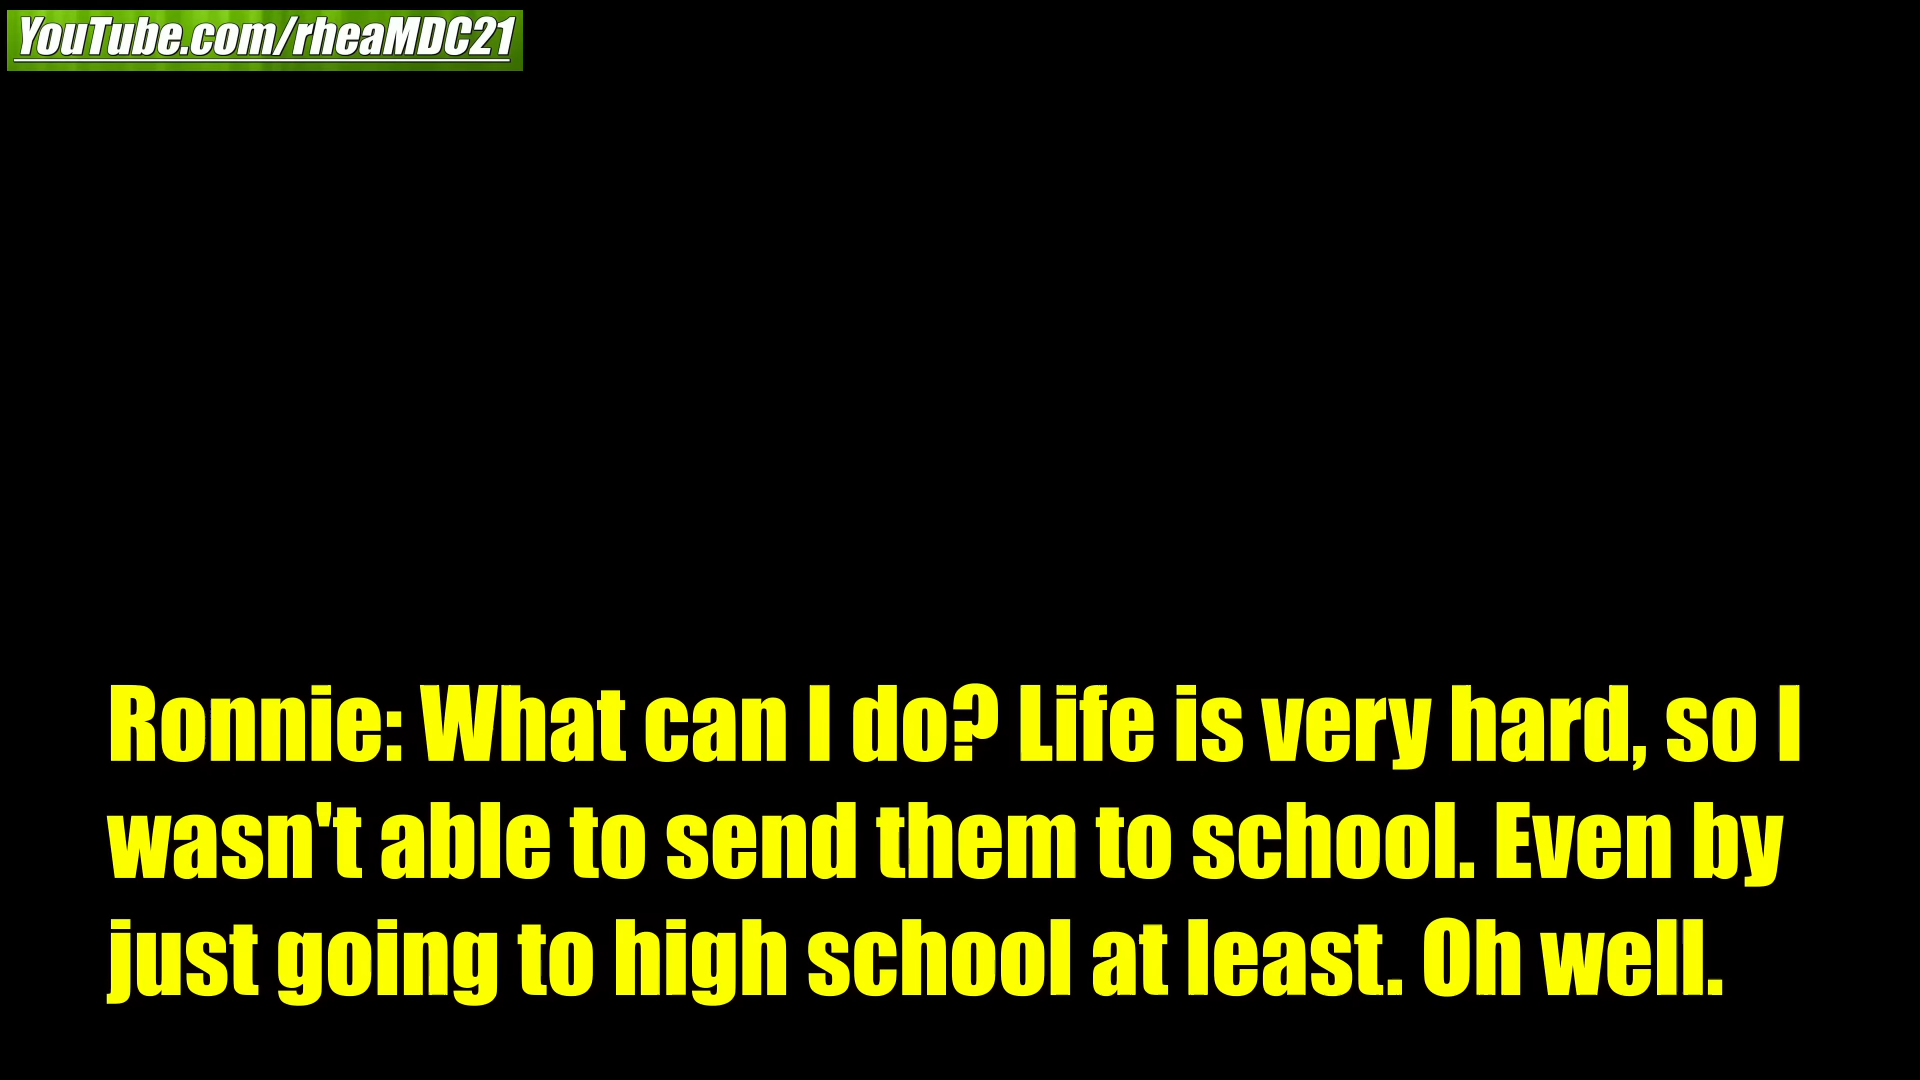 YouTube.com/rheaMDC21
Ronnie: What can I do? Life is very hard, so I
wasn't able to send them to school. Even by
just going to high school at least. Oh well.